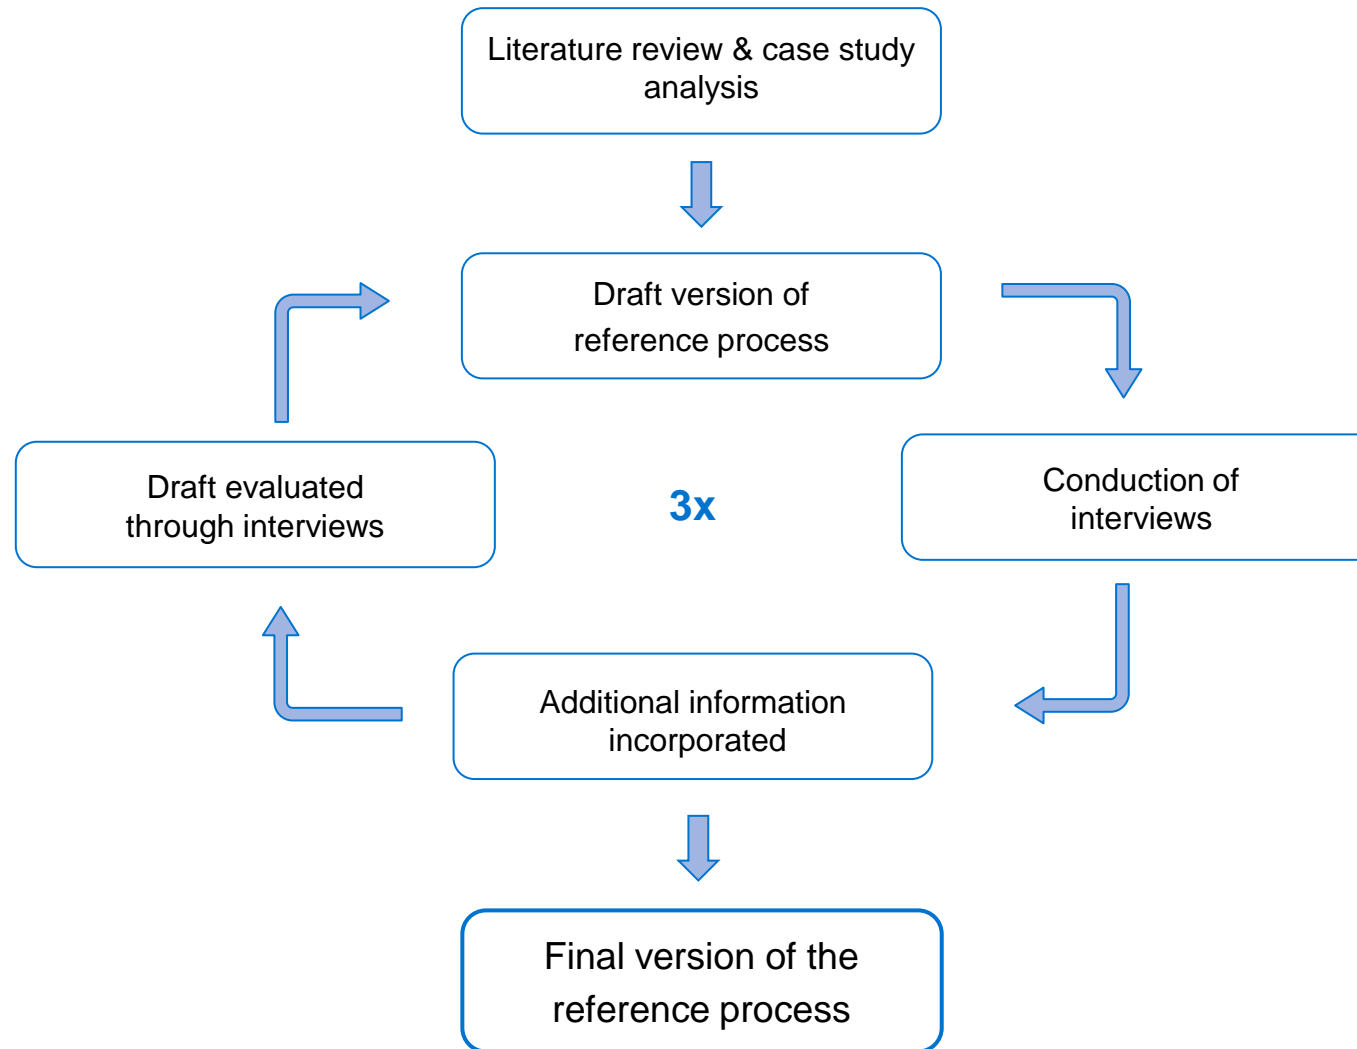 Literature review & case study
analysis
Draft version of
reference process
Draft evaluated
through interviews
3x
Conduction of
interviews
Additional information
incorporated
Final version of the
reference process